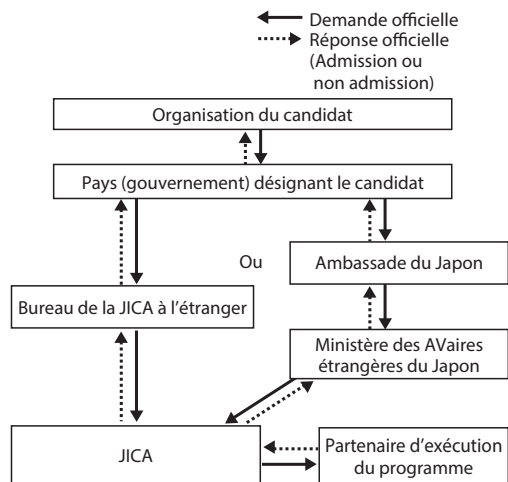 Demande officielle
Réponse officielle
(Admission ou
non admission)
Organisation du candidat
Pays (gouvernement) désignant le candidat
Ou
Ambassade du Japon
Bureau de la JICA à l’étranger
Ministère des AVaires
étrangères du Japon
JICA
Partenaire d’exécution
du programme